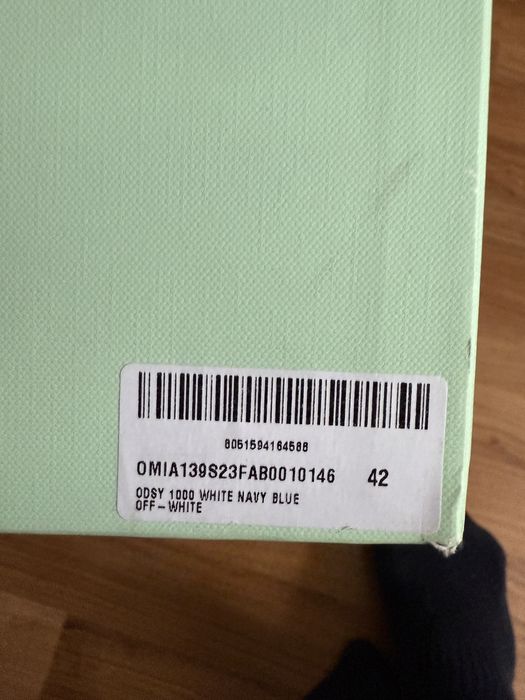 8051594164588
OMIA139S23FAB0010146 42
ODSY 1000 WHITE NAVY BLUE
OFF-WHITE